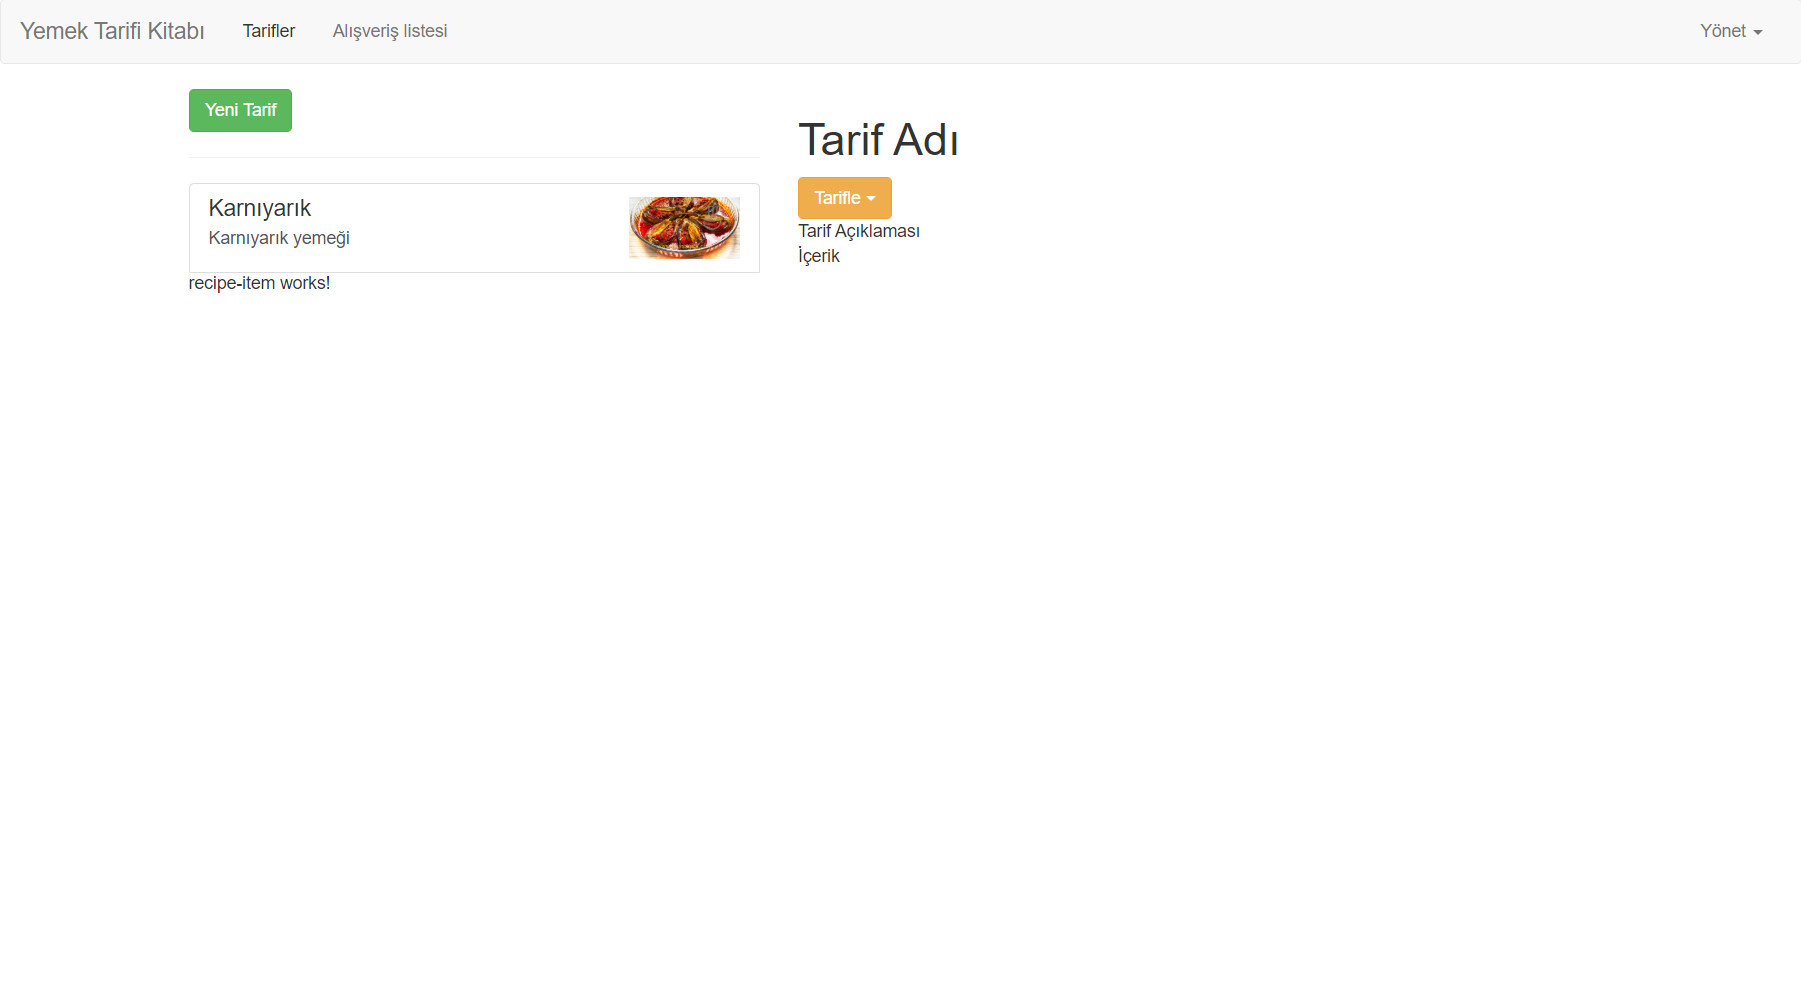 Yemek Tarifi Kitabı Tarifler Alışveriş listesi Yönet
Yeni Tarif
Karnıyarık
Karnıyarık yemeği
recipe-item works!
Tarif Adı
Tarifle
Tarif Açıklaması
İçerik